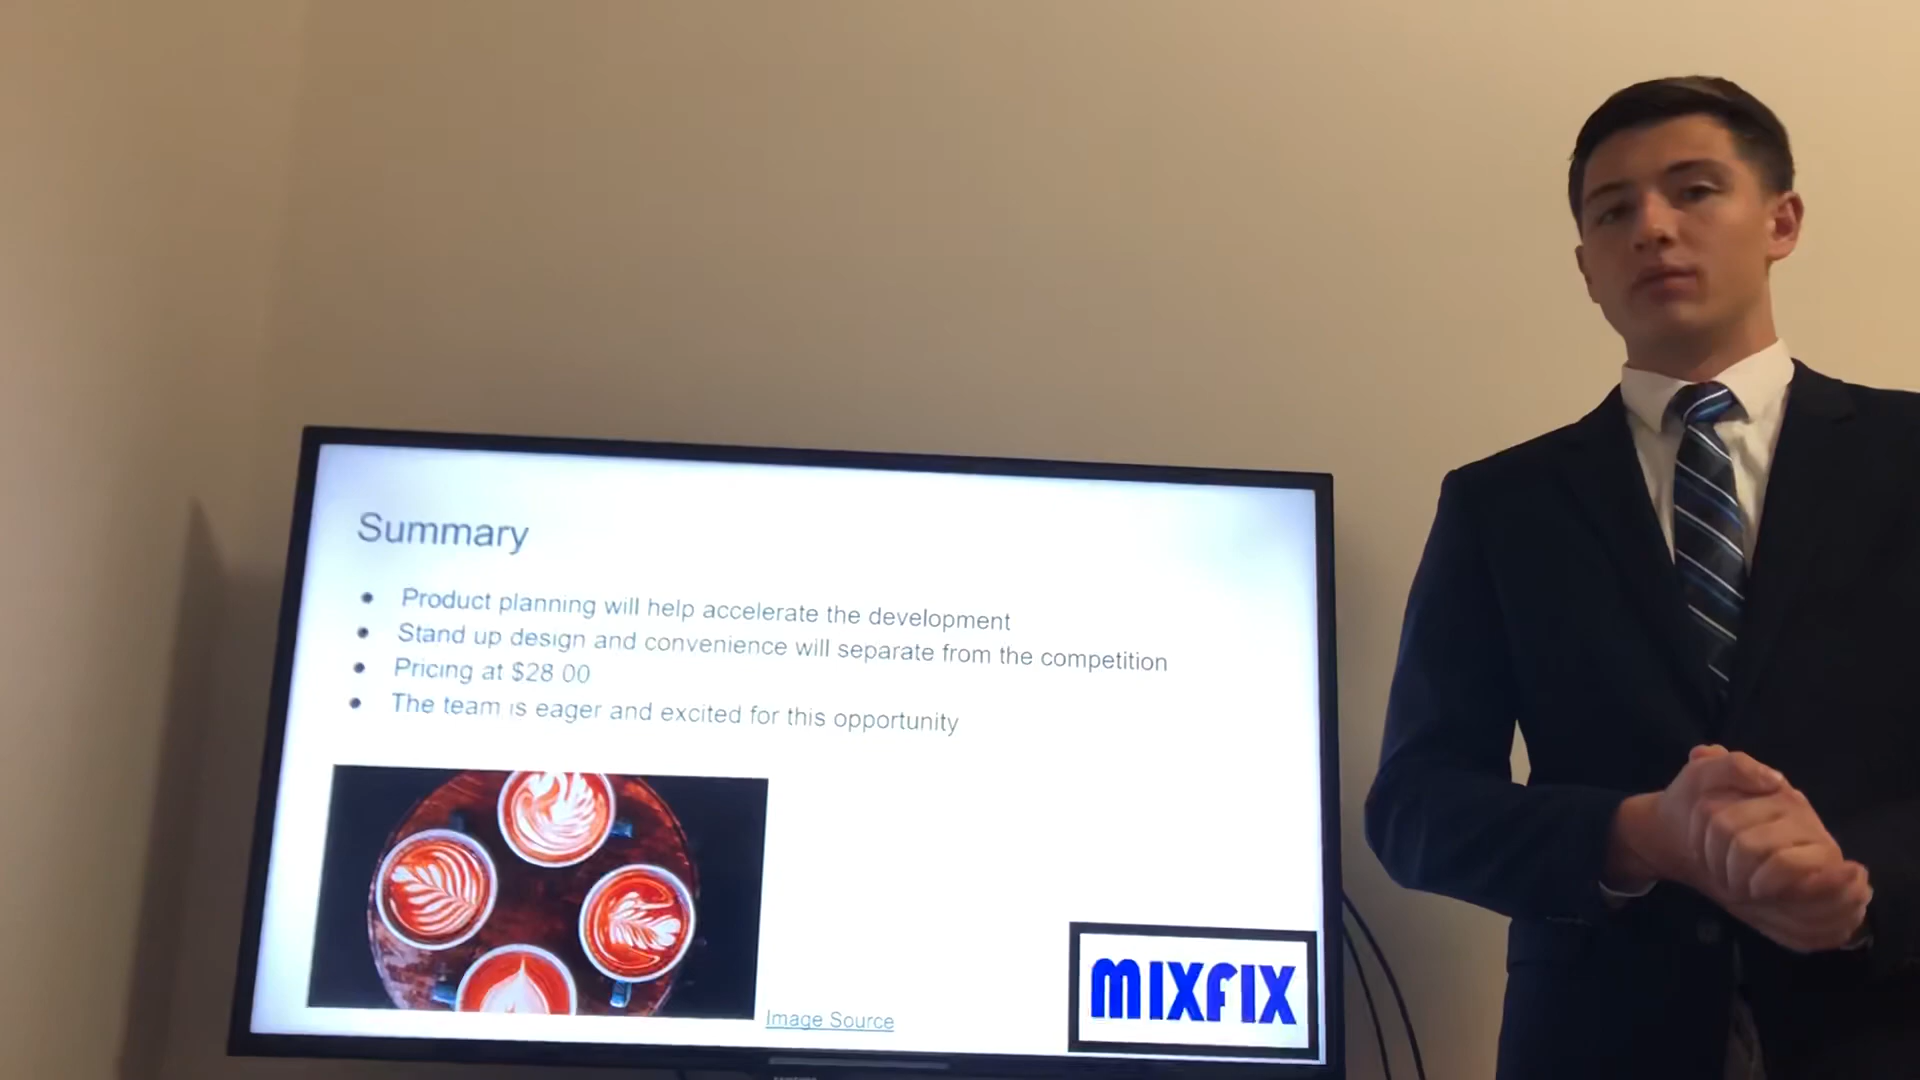 Summary
Product planning will help accelerate the development
Stand up design and convenience will separate from the competition
Pricing at $28 00
The team is eager and excited for this opportunity
Image Source
MIXFIX